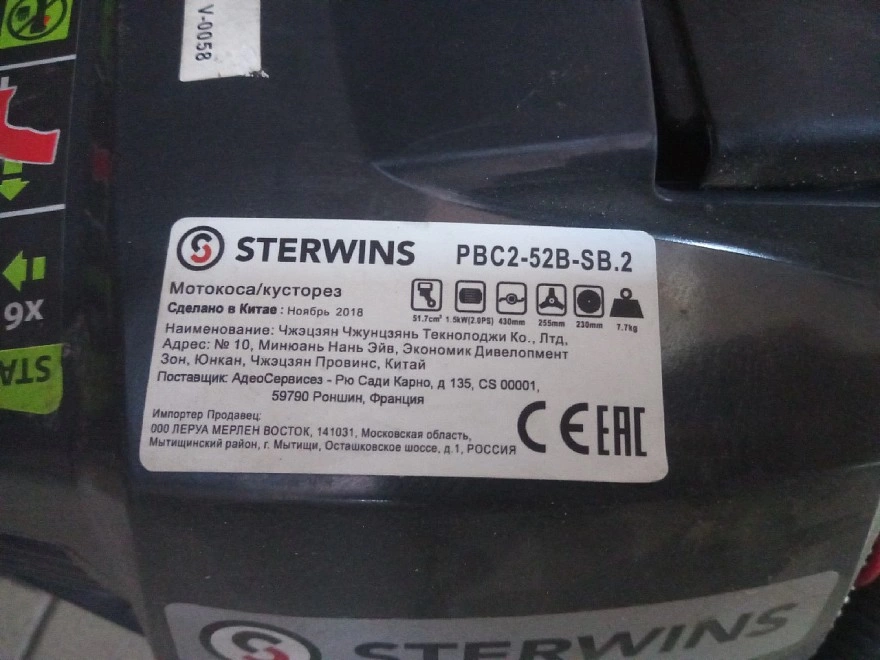 V-0058
STERWINS PBC2-52B-SB.2
Мотокоса/кусторез
Сделано в Китае : Ноябрь 2018
51.7cm³ 1.5kW(2.0PS) 430mm 255mm 230mm 7.7kg
Наименование: Чжэцзян Чжунцзянь Текнолоджи Ко., Лтд,
Адрес: № 10, Минюань Нань Эйв, Экономик Дивелопмент
Зон, Юнкан, Чжэцзян Провинс, Китай
Поставщик: АдеоСервисез - Рю Сади Карно, д 135, CS 00001,
59790 Роншин, Франция
Импортер Продавец:
ООО ЛЕРУА МЕРЛЕН ВОСТОК, 141031, Московская область,
Мытищинский район, г. Мытищи, Осташковское шоссе, д.1, РОССИЯ
CE EAC
6x
STA
STERWINS